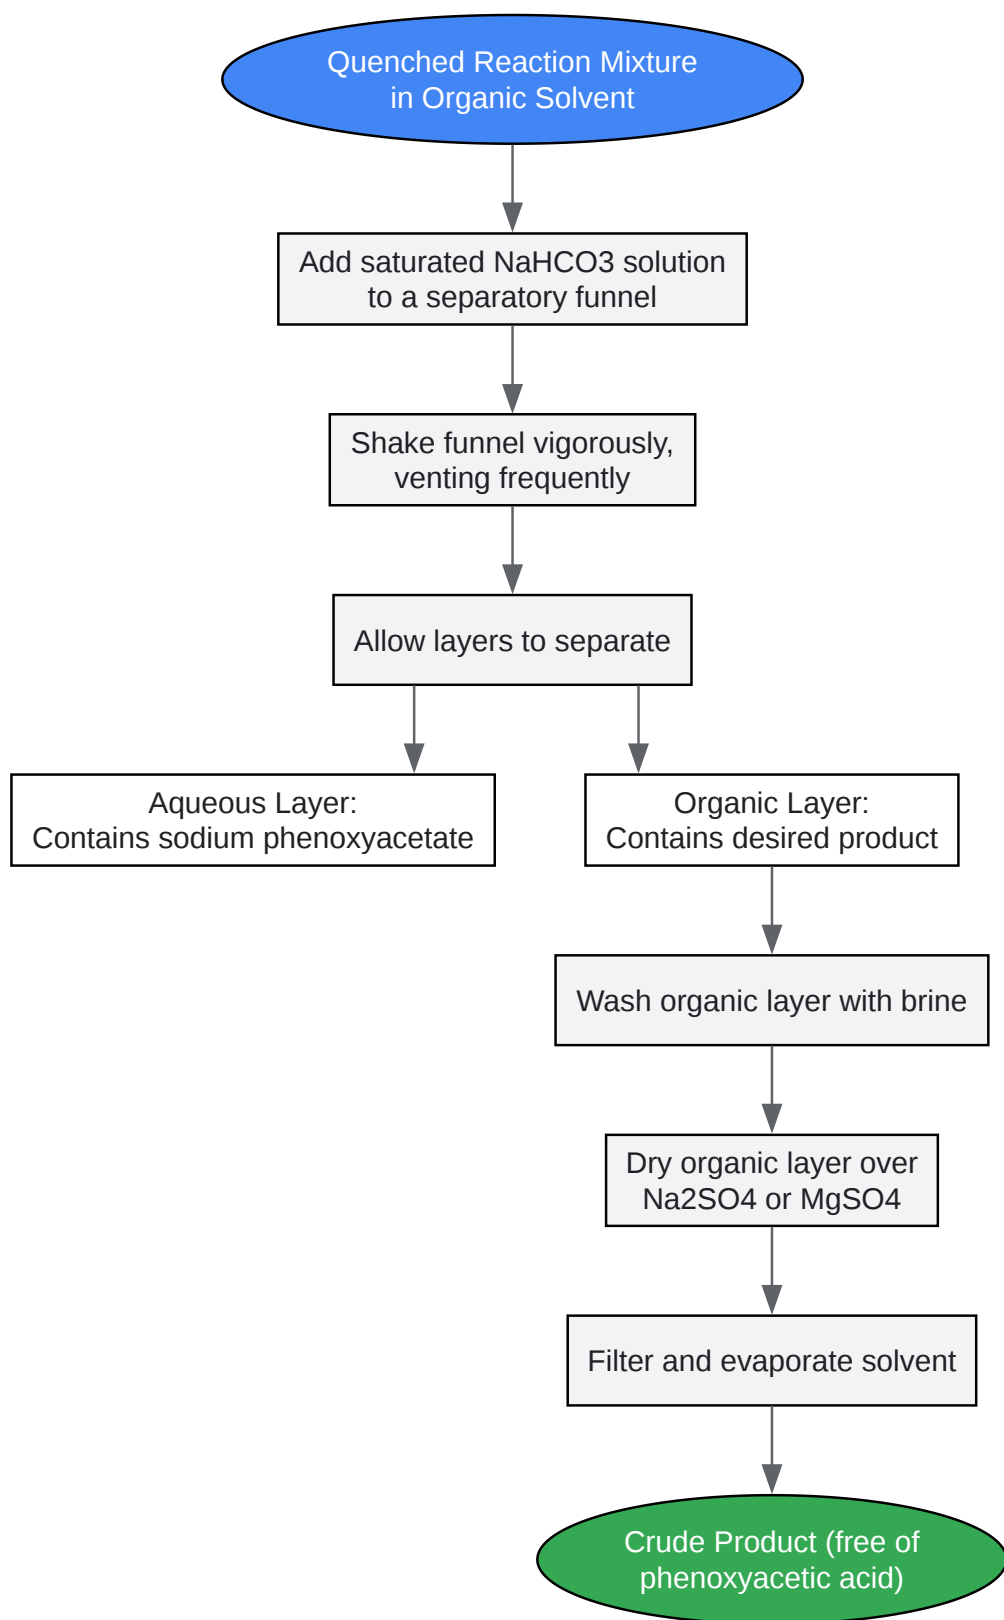 Quenched Reaction Mixture
in Organic Solvent
Add saturated NaHCO3 solution
to a separatory funnel
Shake funnel vigorously,
venting frequently
Allow layers to separate
Aqueous Layer:
Contains sodium phenoxyacetate
Organic Layer:
Contains desired product
Wash organic layer with brine
Dry organic layer over
Na2SO4 or MgSO4
Filter and evaporate solvent
Crude Product (free of
phenoxyacetic acid)